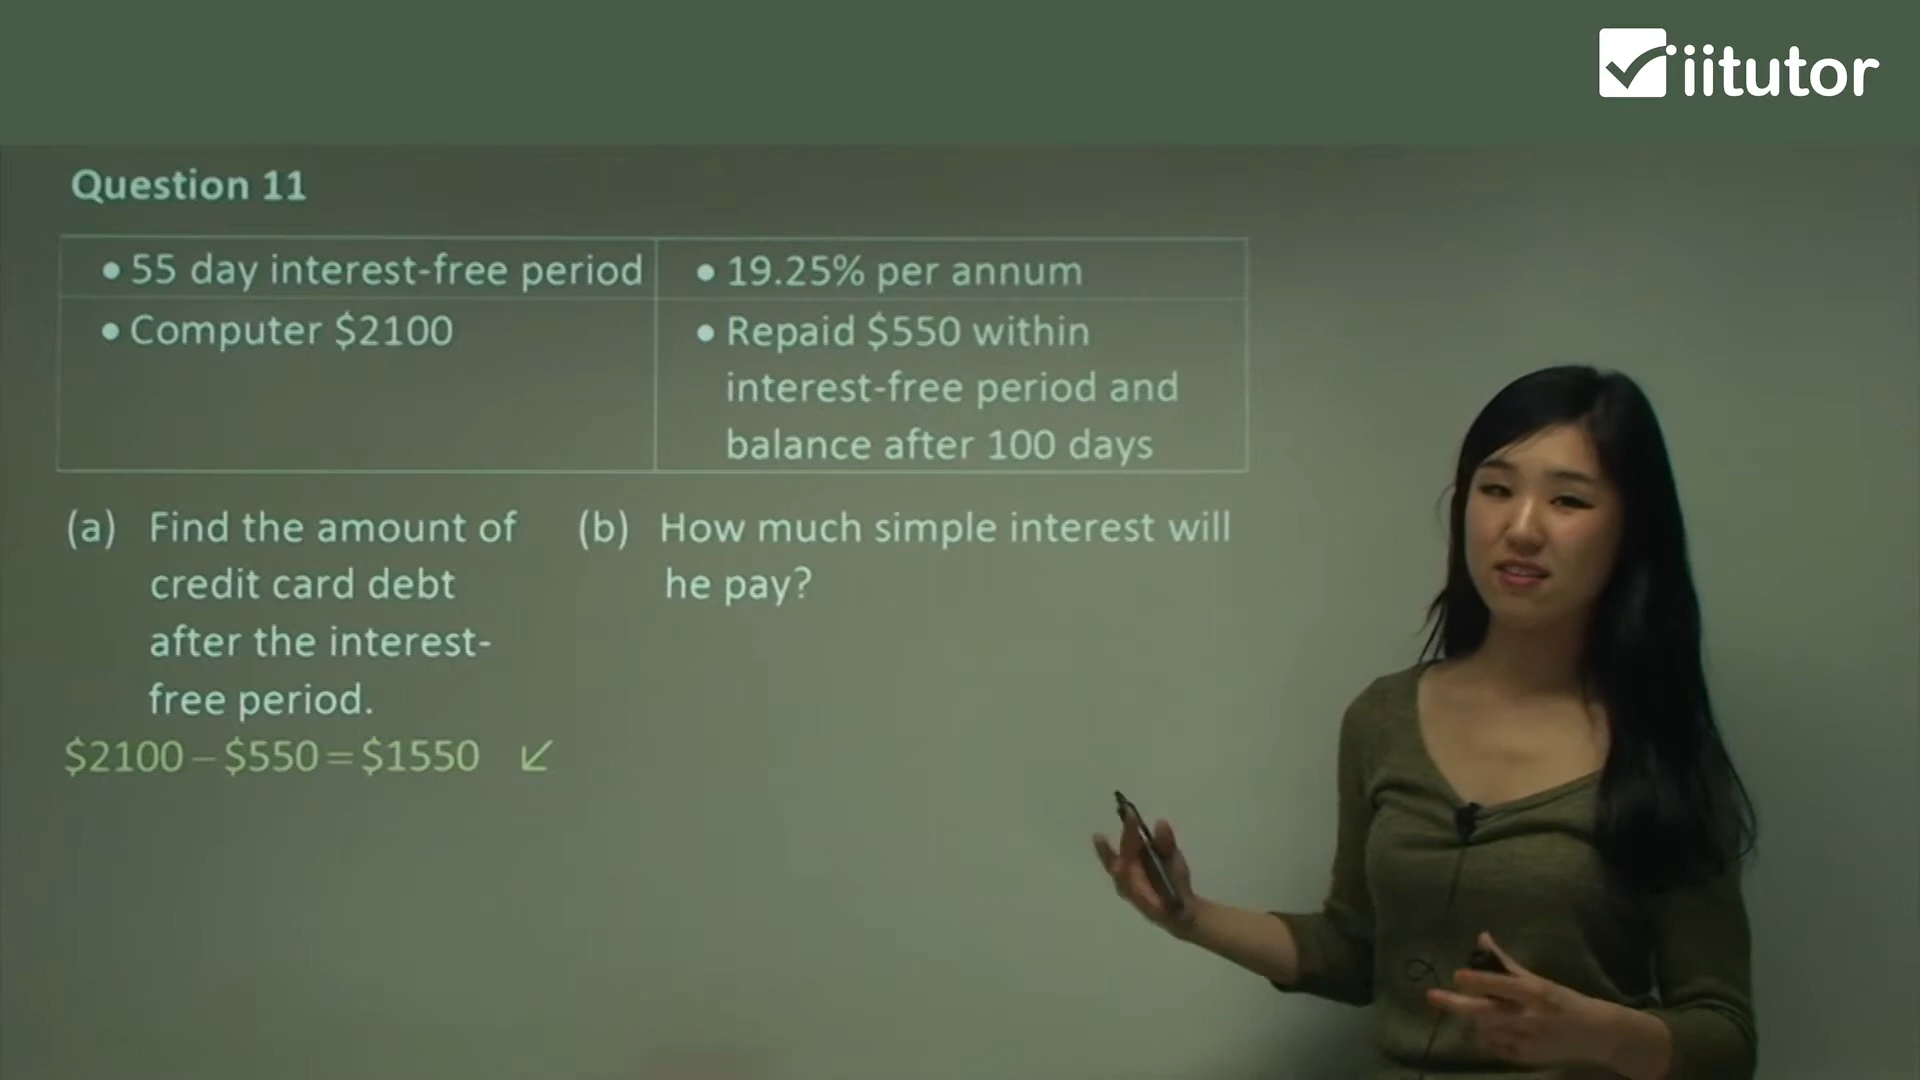 iitutor
Question 11
• 55 day interest-free period
• 19.25% per annum
• Computer $2100
• Repaid $550 within
interest-free period and
balance after 100 days
(a) Find the amount of
credit card debt
after the interest-
free period.
$2100 – $550 = $1550 ↙
(b) How much simple interest will
he pay?